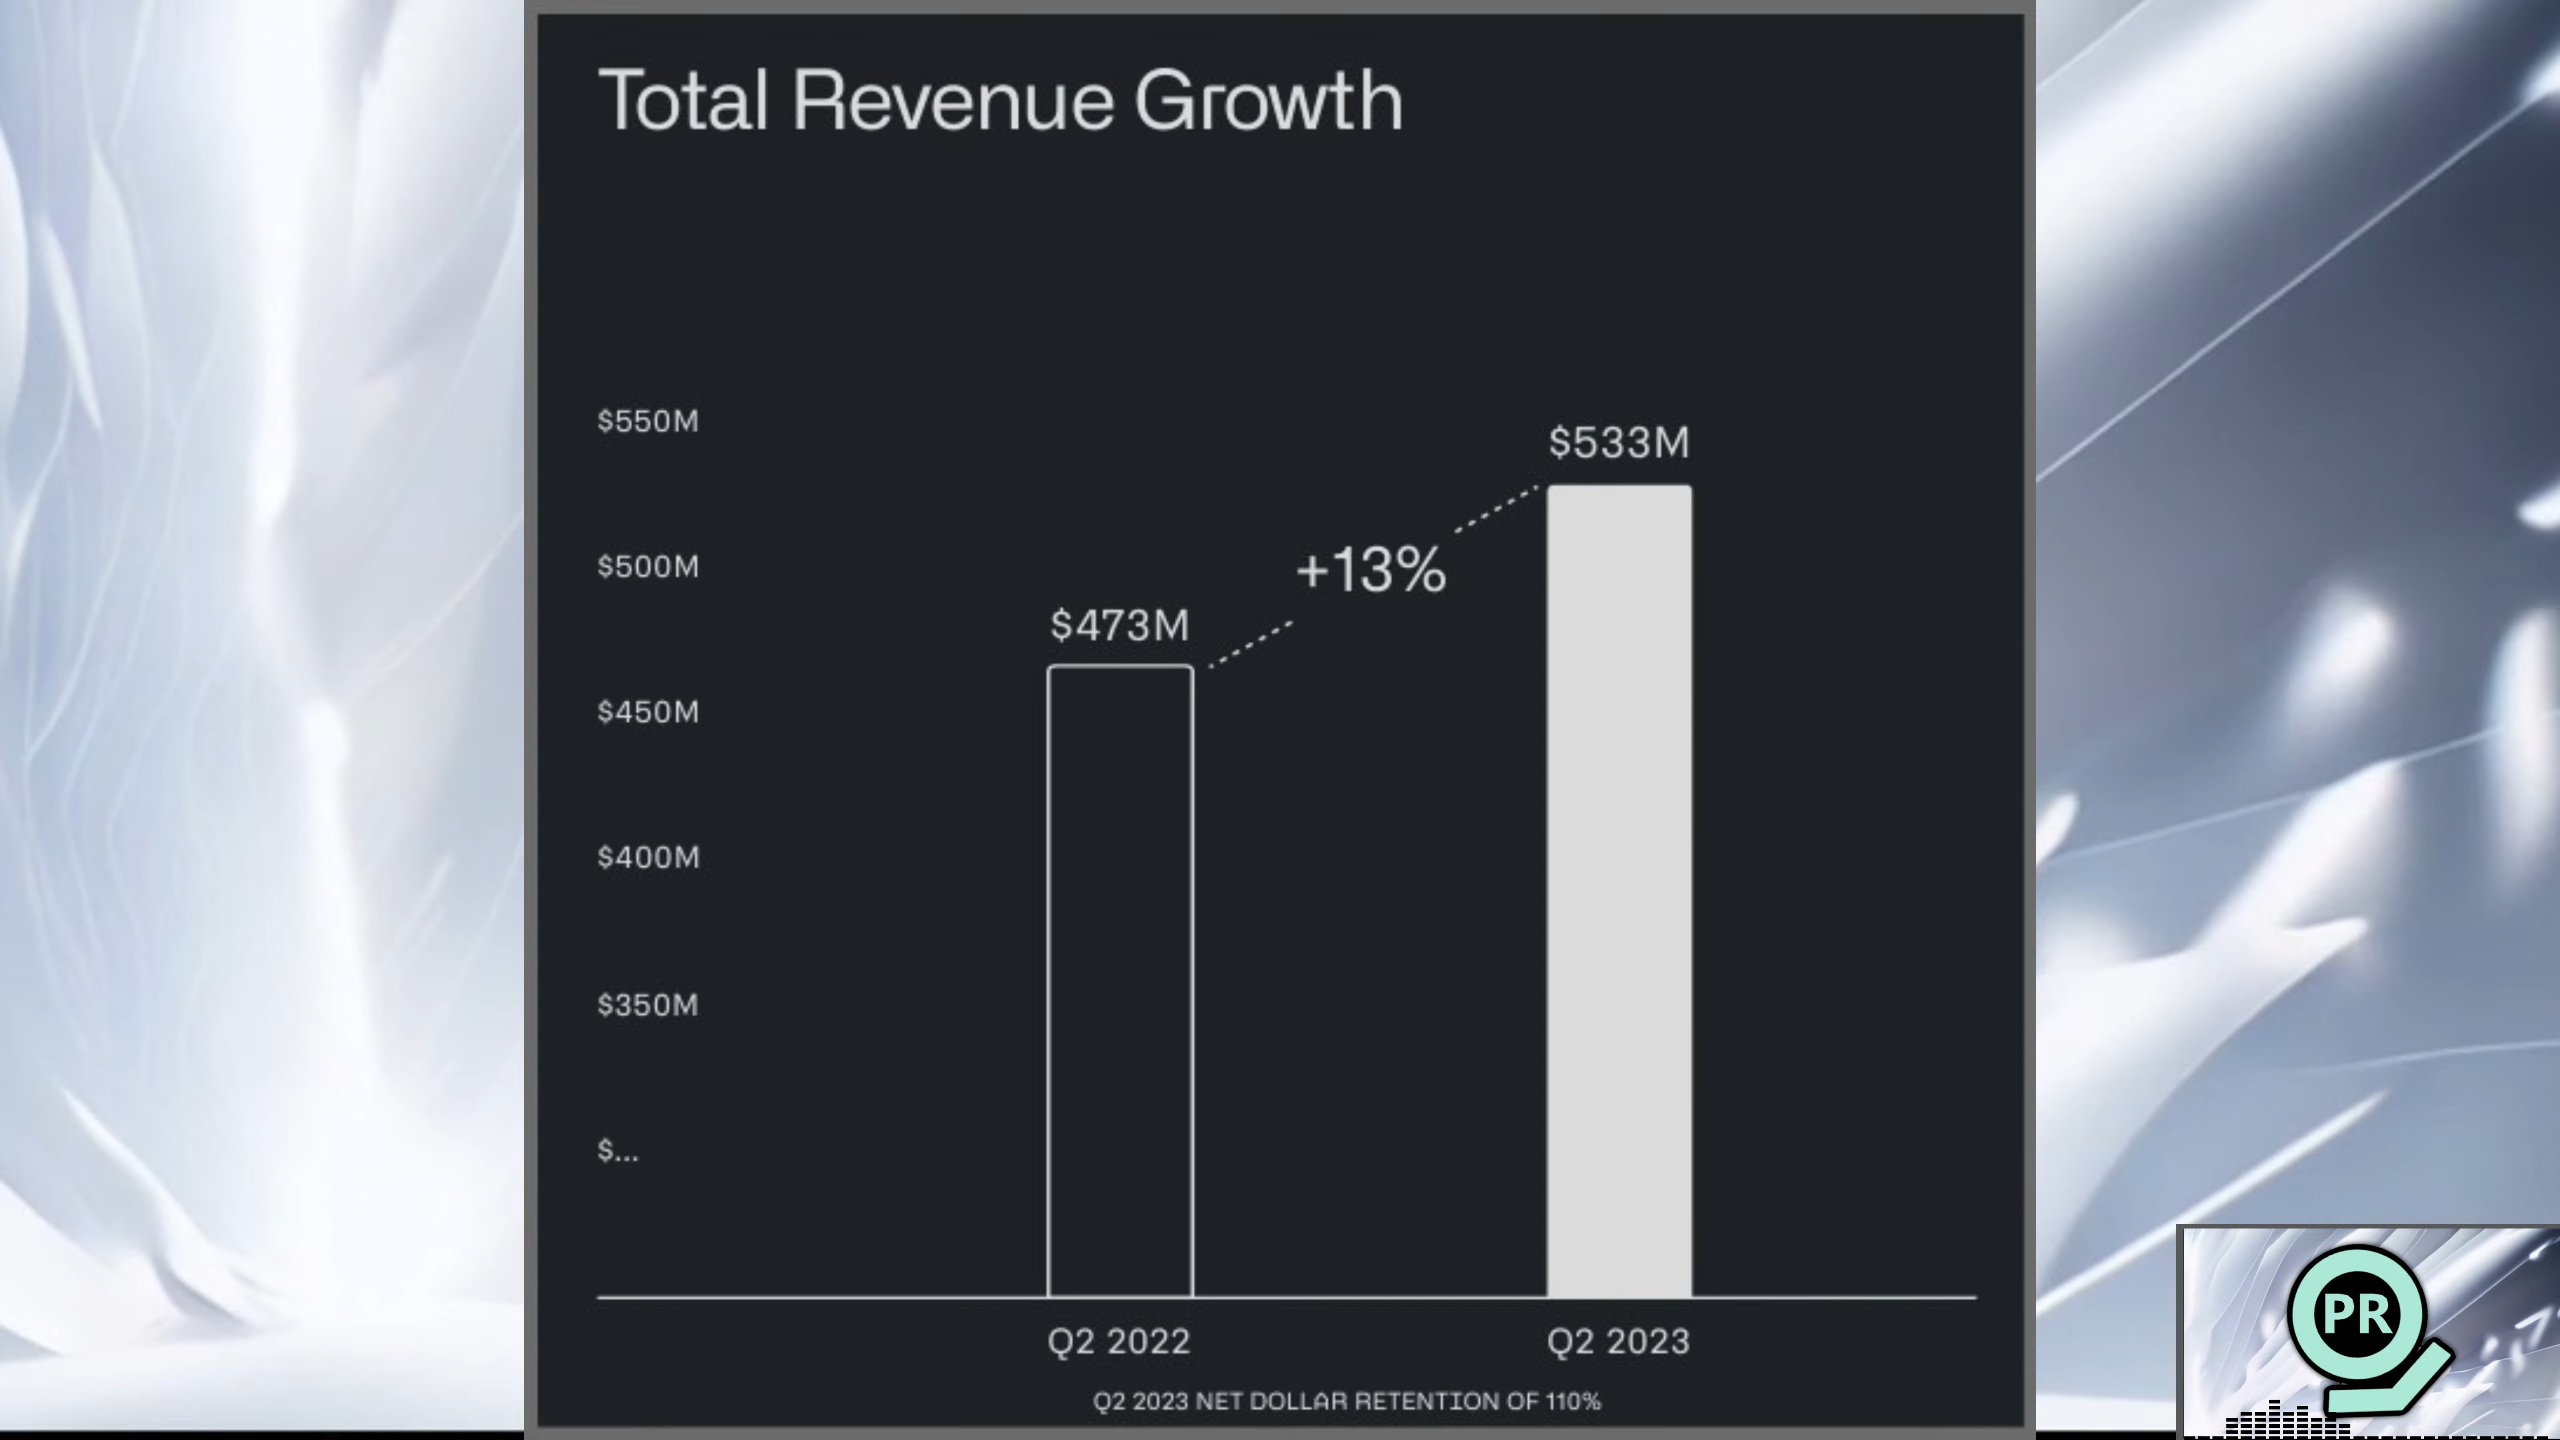 Total Revenue Growth
$550M
$533M
$500M
+13%
$473M
$450M
$400M
$350M
$...
Q2 2022
Q2 2023
Q2 2023 NET DOLLAR RETENTION OF 110%
PR